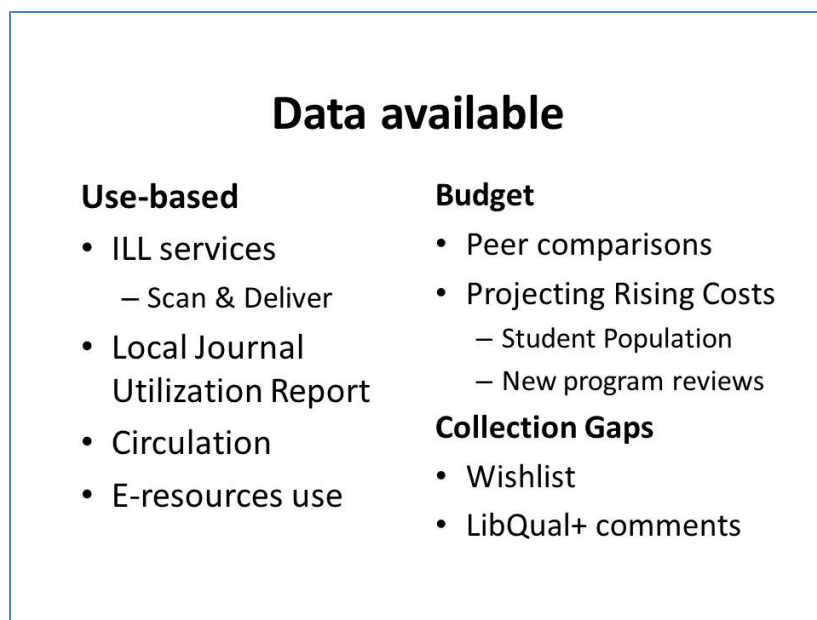 Data available
Use-based
• ILL services
– Scan & Deliver
• Local Journal
Utilization Report
• Circulation
• E-resources use
Budget
• Peer comparisons
• Projecting Rising Costs
– Student Population
– New program reviews
Collection Gaps
• Wishlist
• LibQual+ comments